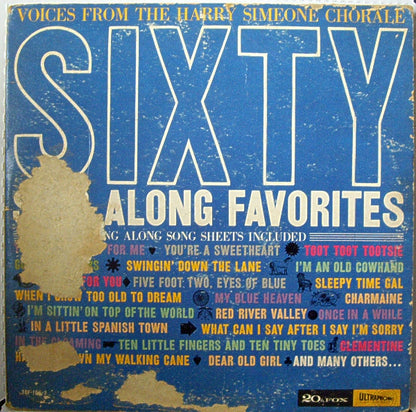 VOICES FROM THE HARRY SIMEONE CHORALE
SIXTY
ALONG FAVORITES
NG ALONG SONG SHEETS INCLUDED
FOR ME YOU'RE A SWEETHEART TOOT TOOT TOOTSIE
SWINGIN' DOWN THE LANE I'M AN OLD COWHAND
FOR YOU FIVE FOOT TWO, EYES OF BLUE SLEEPY TIME GAL
WHEN I GROW TOO OLD TO DREAM MY BLUE HEAVEN CHARMAINE
I'M SITTIN' ON TOP OF THE WORLD RED RIVER VALLEY ONCE IN A WHILE
IN A LITTLE SPANISH TOWN WHAT CAN I SAY AFTER I SAY I'M SORRY
IN THE GLOAMING TEN LITTLE FINGERS AND TEN TINY TOES CLEMENTINE
DOWN MY WALKING CANE DEAR OLD GIRL AND MANY OTHERS...
20th FOX ULTRAPHONIC